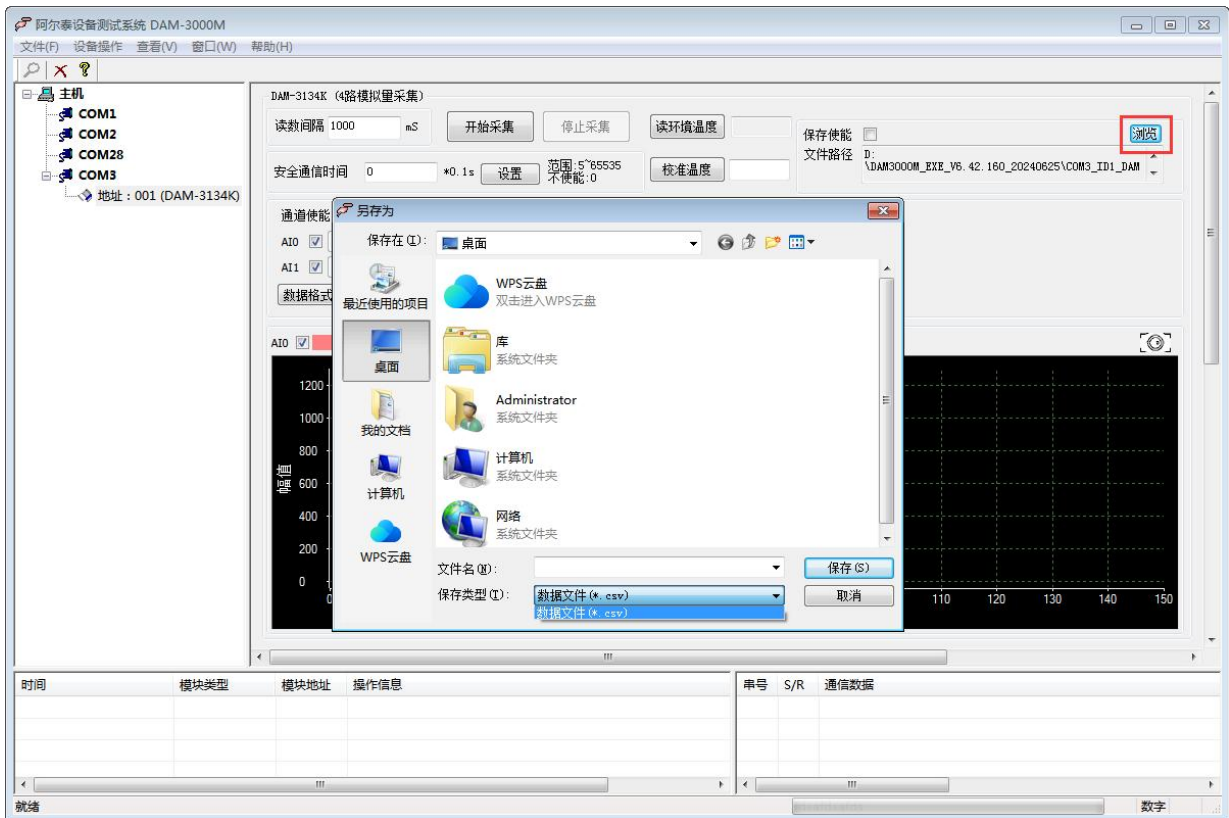 阿尔泰设备测试系统 DAM-3000M
文件(F) 设备操作 查看(V) 窗口(W) 帮助(H)
主机
COM1
COM2
COM28
COM3
地址：001 (DAM-3134K)
DAM-3134K (4路模拟量采集)
读数间隔 1000 mS 开始采集 停止采集 读环境温度
安全通信时间 0 *0.1s 设置 范围:5~65535
不使能:0
校准温度
保存使能 浏览
文件路径 D:
\DAM3000M_EXE_V6.42.160_20240625\COM3_ID1_DAM
通道使能
AI0
AI1
数据格式
AI0
幅值
1200
1000
800
600
400
200
0
0 110 120 130 140 150
另存为
保存在(I): 桌面
最近使用的项目
桌面
我的文档
计算机
WPS云盘
WPS云盘
双击进入WPS云盘
库
系统文件夹
Administrator
系统文件夹
计算机
系统文件夹
网络
系统文件夹
文件名(N): 保存(S)
保存类型(T): 数据文件(*.csv) 取消
数据文件(*.csv)
时间 模块类型 模块地址 操作信息
串号 S/R 通信数据
就绪 数字